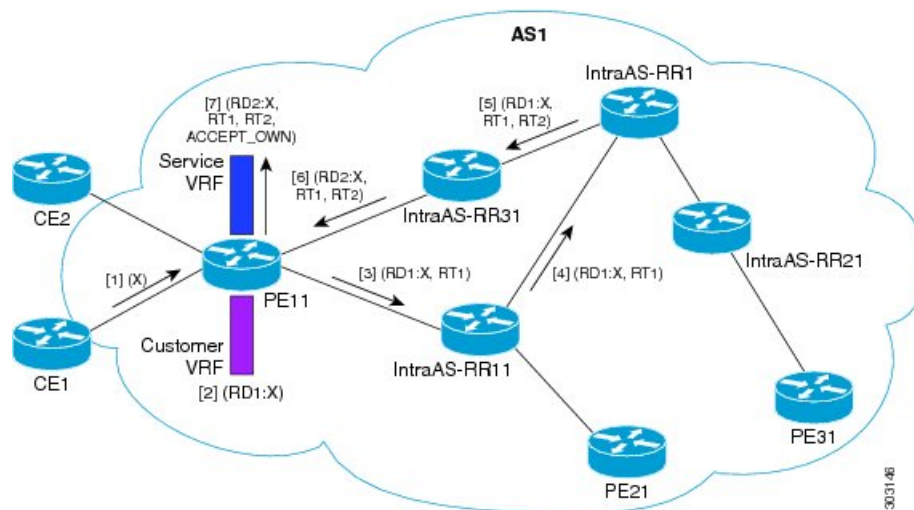 AS1
IntraAS-RR1
[7] (RD2:X,
RT1, RT2,
ACCEPT_OWN)
[5] (RD1:X,
RT1, RT2)
Service
VRF
[6] (RD2:X,
RT1, RT2)
IntraAS-RR31
CE2
IntraAS-RR21
[1] (X)
PE11
[3] (RD1:X, RT1)
[4] (RD1:X, RT1)
Customer
VRF
[2] (RD1:X)
CE1
IntraAS-RR11
PE31
PE21
303146